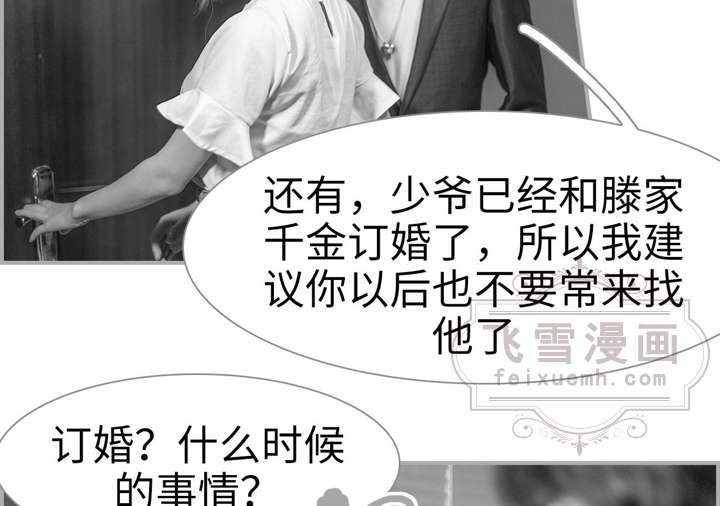 还有，少爷已经和滕家
千金订婚了，所以我建
议你以后也不要常来找
他了
飞雪漫画
feixuemh.com
订婚？什么时候
的事情？